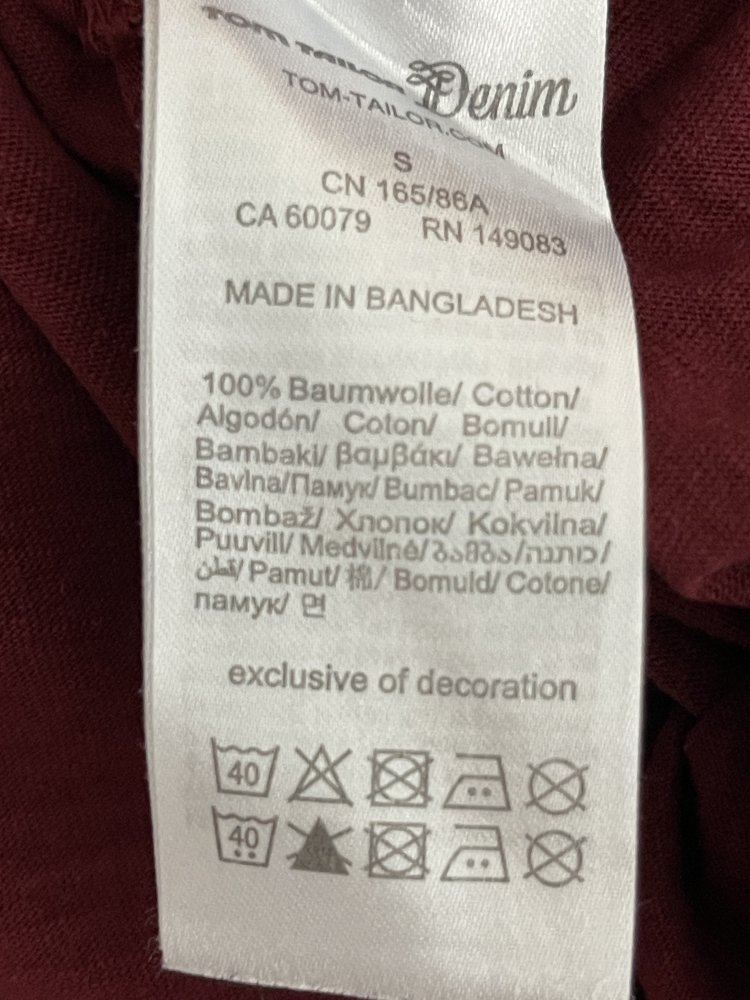 TOM TAILOR Denim
TOM-TAILOR.COM
S
CN 165/86A
CA 60079 RN 149083
MADE IN BANGLADESH
100% Baumwolle/ Cotton/
Algodón/ Coton/ Bomull/
Bambaki/ βαμβάκι/ Bawełna/
Bavlna/Памук/ Bumbac/ Pamuk/
Bombaž/ Хлопок/ Kokvilna/
Puuvill/ Medvilnė/ბამბა/כותנה/
قطن/ Pamut/ 棉/ Bomuld/ Cotone/
памук/ 면
exclusive of decoration
40
40